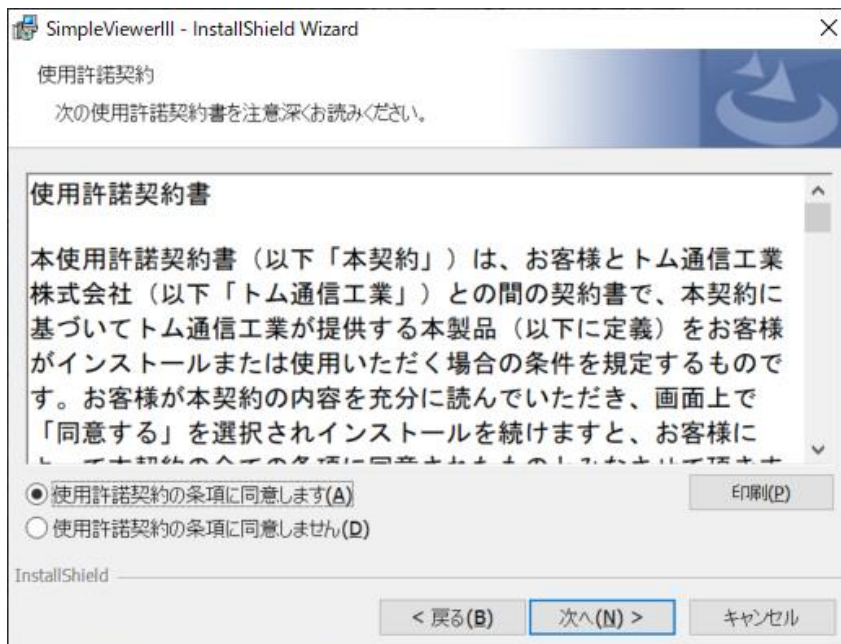 SimpleViewerIII - InstallShield Wizard
使用許諾契約
次の使用許諾契約書を注意深くお読みください。
使用許諾契約書
本使用許諾契約書（以下「本契約」）は、お客様とトム通信工業
株式会社（以下「トム通信工業」）との間の契約書で、本契約に
基づいてトム通信工業が提供する本製品（以下に定義）をお客様
がインストールまたは使用いただく場合の条件を規定するもので
す。お客様が本契約の内容を充分に読んでいただき、画面上で
「同意する」を選択されインストールを続けますと、お客様に
使用許諾契約の条項に同意します(A)
印刷(P)
使用許諾契約の条項に同意しません(D)
InstallShield
< 戻る(B)
次へ(N) >
キャンセル